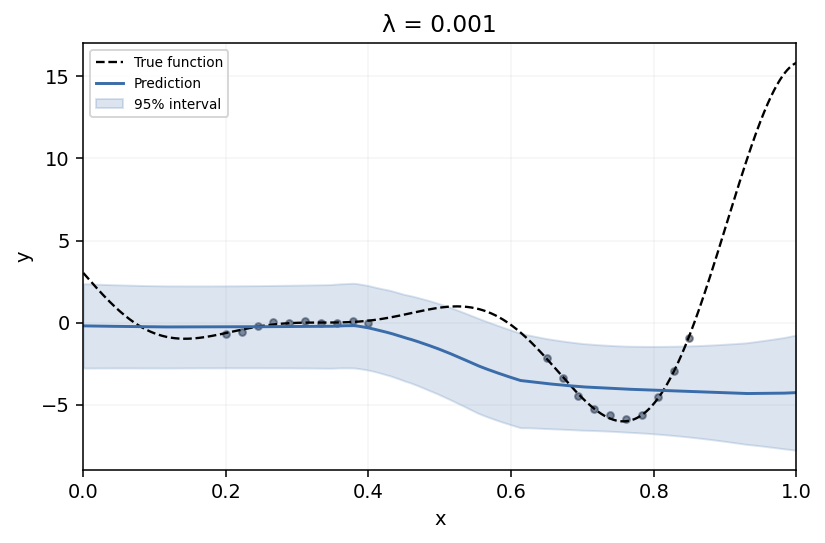 λ = 0.001
True function
Prediction
95% interval
y
15
10
5
0
−5
0.0 0.2 0.4 0.6 0.8 1.0
x